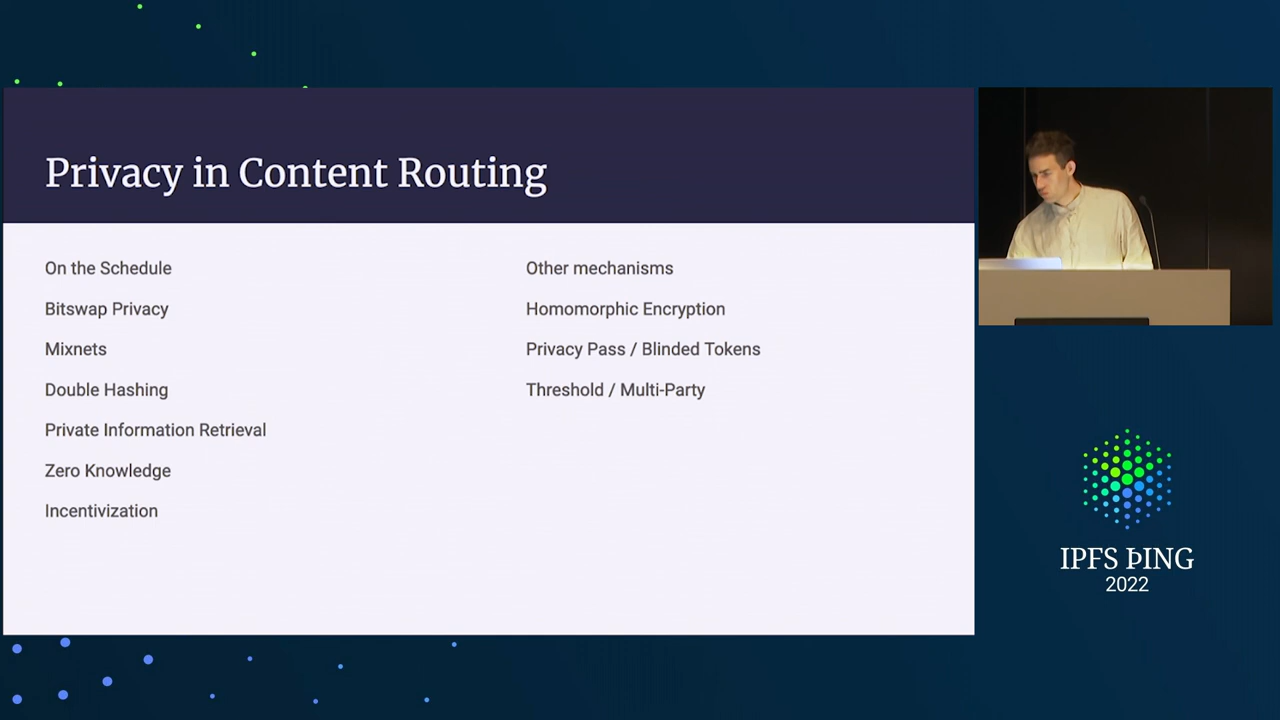 Privacy in Content Routing
On the Schedule
Bitswap Privacy
Mixnets
Double Hashing
Private Information Retrieval
Zero Knowledge
Incentivization
Other mechanisms
Homomorphic Encryption
Privacy Pass / Blinded Tokens
Threshold / Multi-Party
IPFS ÞING
2022